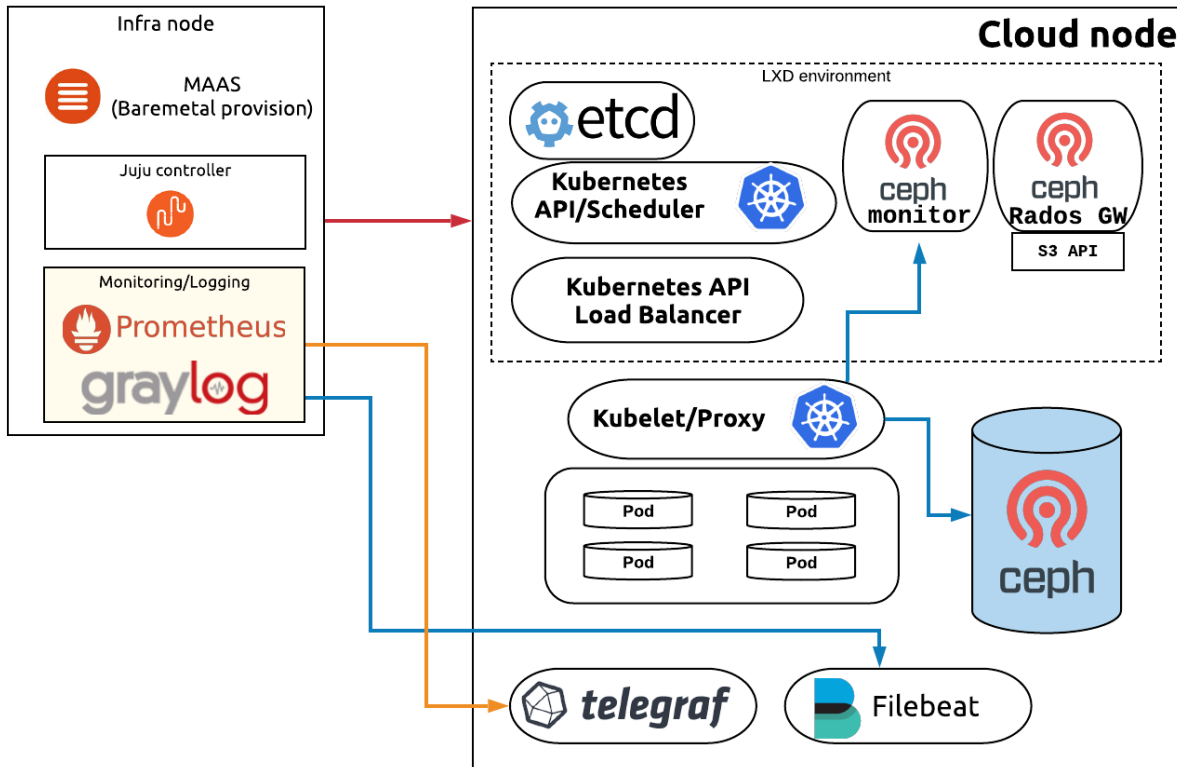 Infra node
MAAS
(Baremetal provision)
Juju controller
Monitoring/Logging
Prometheus
graylog
Cloud node
LXD environment
etcd
Kubernetes
API/Scheduler
ceph
monitor
ceph
Rados GW
S3 API
Kubernetes API
Load Balancer
Kubelet/Proxy
Pod
Pod
Pod
Pod
ceph
telegraf
Filebeat